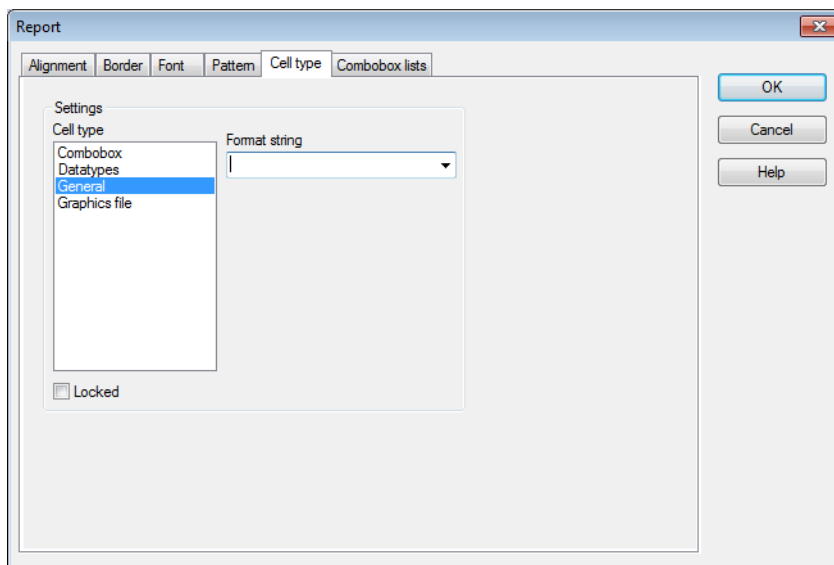 Report
Alignment Border Font Pattern Cell type Combobox lists
OK
Settings
Cell type
Format string
Cancel
Combobox
Datatypes
General
Graphics file
Help
Locked